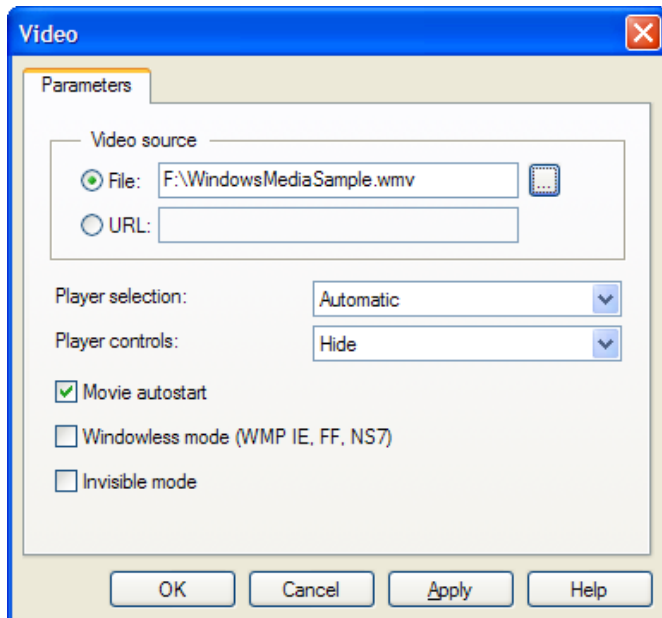 Video
Parameters
Video source
File: F:\WindowsMediaSample.wmv ...
URL:
Player selection: Automatic
Player controls: Hide
Movie autostart
Windowless mode (WMP IE, FF, NS7)
Invisible mode
OK Cancel Apply Help